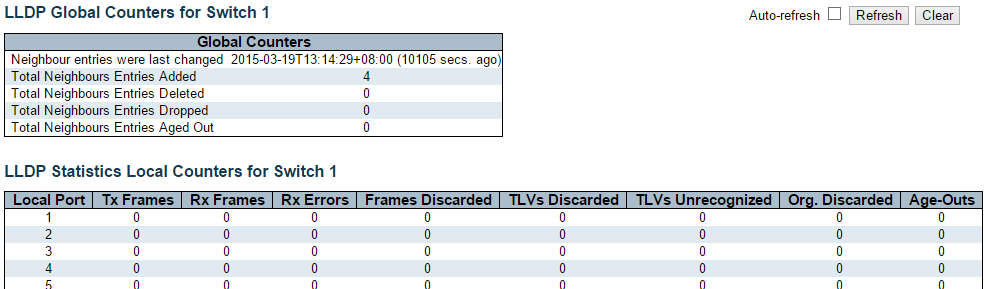 LLDP Global Counters for Switch 1
Auto-refresh Refresh Clear
Global Counters
Neighbour entries were last changed 2015-03-19T13:14:29+08:00 (10105 secs. ago)
Total Neighbours Entries Added 4
Total Neighbours Entries Deleted 0
Total Neighbours Entries Dropped 0
Total Neighbours Entries Aged Out 0
LLDP Statistics Local Counters for Switch 1
Local Port Tx Frames Rx Frames Rx Errors Frames Discarded TLVs Discarded TLVs Unrecognized Org. Discarded Age-Outs
1 0 0 0 0 0 0 0 0
2 0 0 0 0 0 0 0 0
3 0 0 0 0 0 0 0 0
4 0 0 0 0 0 0 0 0
5 0 0 0 0 0 0 0 0